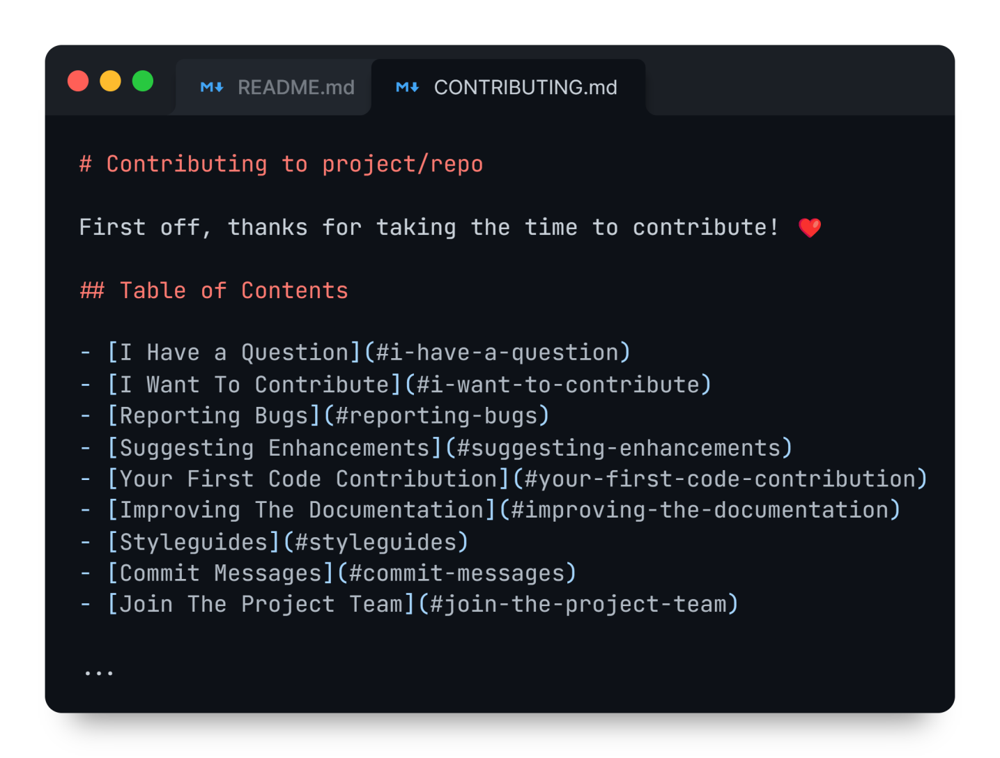 README.md
CONTRIBUTING.md
# Contributing to project/repo
First off, thanks for taking the time to contribute! ❤️
## Table of Contents
- [I Have a Question](#i-have-a-question)
- [I Want To Contribute](#i-want-to-contribute)
- [Reporting Bugs](#reporting-bugs)
- [Suggesting Enhancements](#suggesting-enhancements)
- [Your First Code Contribution](#your-first-code-contribution)
- [Improving The Documentation](#improving-the-documentation)
- [Styleguides](#styleguides)
- [Commit Messages](#commit-messages)
- [Join The Project Team](#join-the-project-team)
...